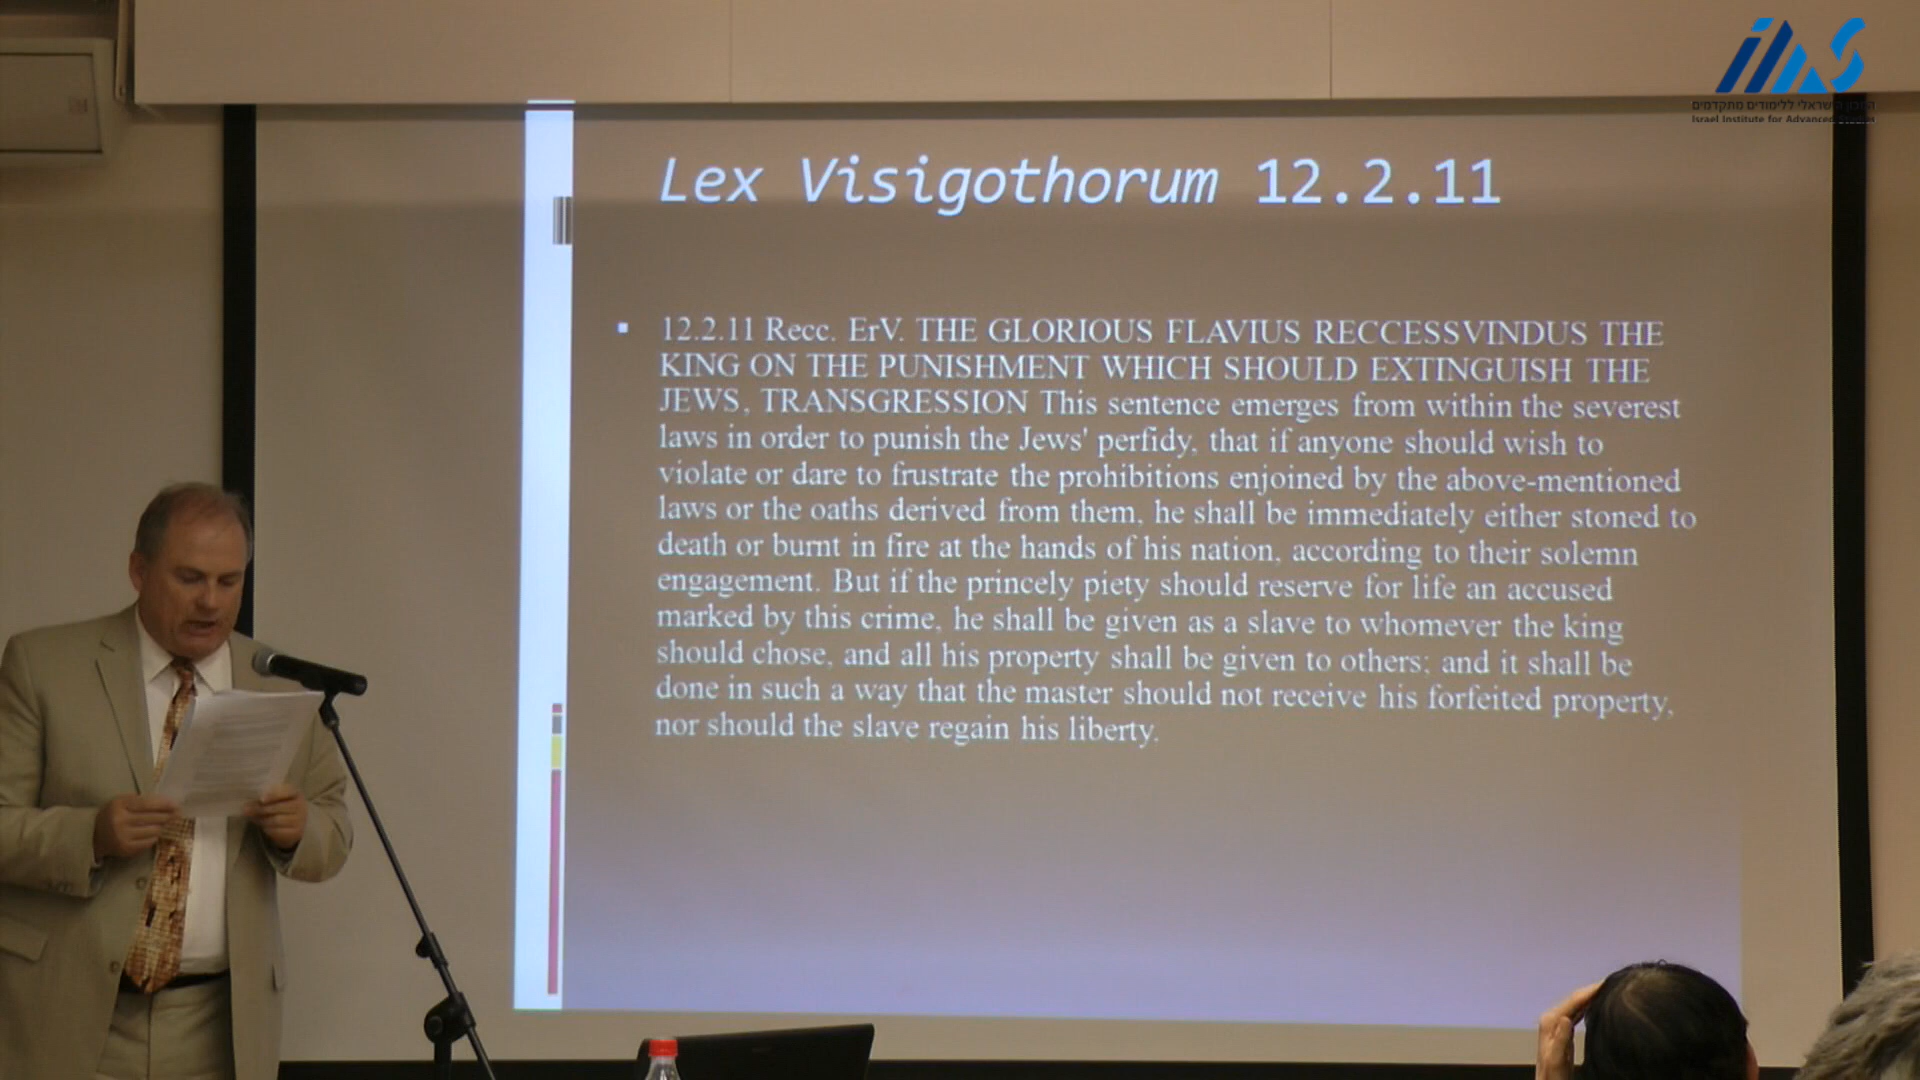 iias
המכון הישראלי ללימודים מתקדמים
Israel Institute for Advanced Studies
Lex Visigothorum 12.2.11
▪ 12.2.11 Recc. ErV. THE GLORIOUS FLAVIUS RECCESSVINDUS THE
KING ON THE PUNISHMENT WHICH SHOULD EXTINGUISH THE
JEWS, TRANSGRESSION This sentence emerges from within the severest
laws in order to punish the Jews' perfidy, that if anyone should wish to
violate or dare to frustrate the prohibitions enjoined by the above-mentioned
laws or the oaths derived from them, he shall be immediately either stoned to
death or burnt in fire at the hands of his nation, according to their solemn
engagement. But if the princely piety should reserve for life an accused
marked by this crime, he shall be given as a slave to whomever the king
should chose, and all his property shall be given to others; and it shall be
done in such a way that the master should not receive his forfeited property,
nor should the slave regain his liberty.